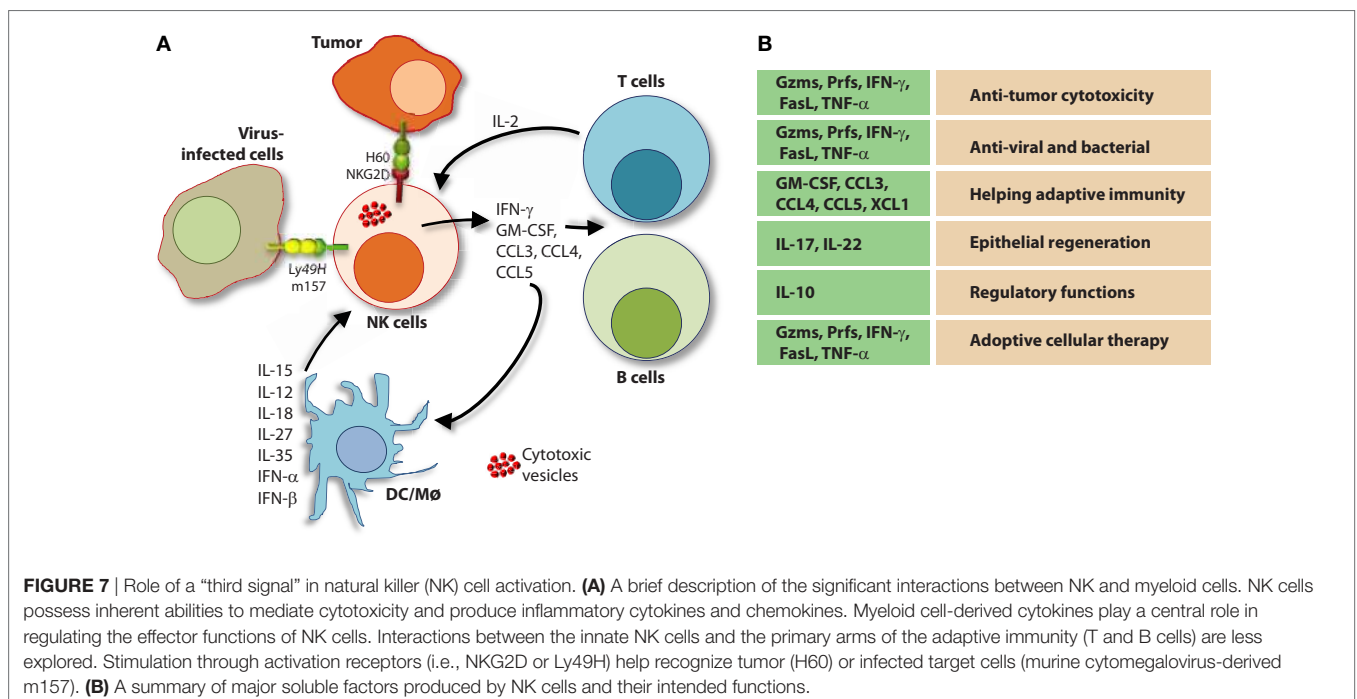 A
Tumor
Virus-
infected cells
H60
NKG2D
IL-2
T cells
Ly49H
m157
NK cells
IFN-γ
GM-CSF,
CCL3, CCL4,
CCL5
B cells
IL-15
IL-12
IL-18
IL-27
IL-35
IFN-α
IFN-β
DC/Mø
Cytotoxic
vesicles
B
Gzms, Prfs, IFN-γ,
FasL, TNF-α
Anti-tumor cytotoxicity
Gzms, Prfs, IFN-γ,
FasL, TNF-α
Anti-viral and bacterial
GM-CSF, CCL3,
CCL4, CCL5, XCL1
Helping adaptive immunity
IL-17, IL-22
Epithelial regeneration
IL-10
Regulatory functions
Gzms, Prfs, IFN-γ,
FasL, TNF-α
Adoptive cellular therapy
FIGURE 7 | Role of a “third signal” in natural killer (NK) cell activation. (A) A brief description of the significant interactions between NK and myeloid cells. NK cells
possess inherent abilities to mediate cytotoxicity and produce inflammatory cytokines and chemokines. Myeloid cell-derived cytokines play a central role in
regulating the effector functions of NK cells. Interactions between the innate NK cells and the primary arms of the adaptive immunity (T and B cells) are less
explored. Stimulation through activation receptors (i.e., NKG2D or Ly49H) help recognize tumor (H60) or infected target cells (murine cytomegalovirus-derived
m157). (B) A summary of major soluble factors produced by NK cells and their intended functions.